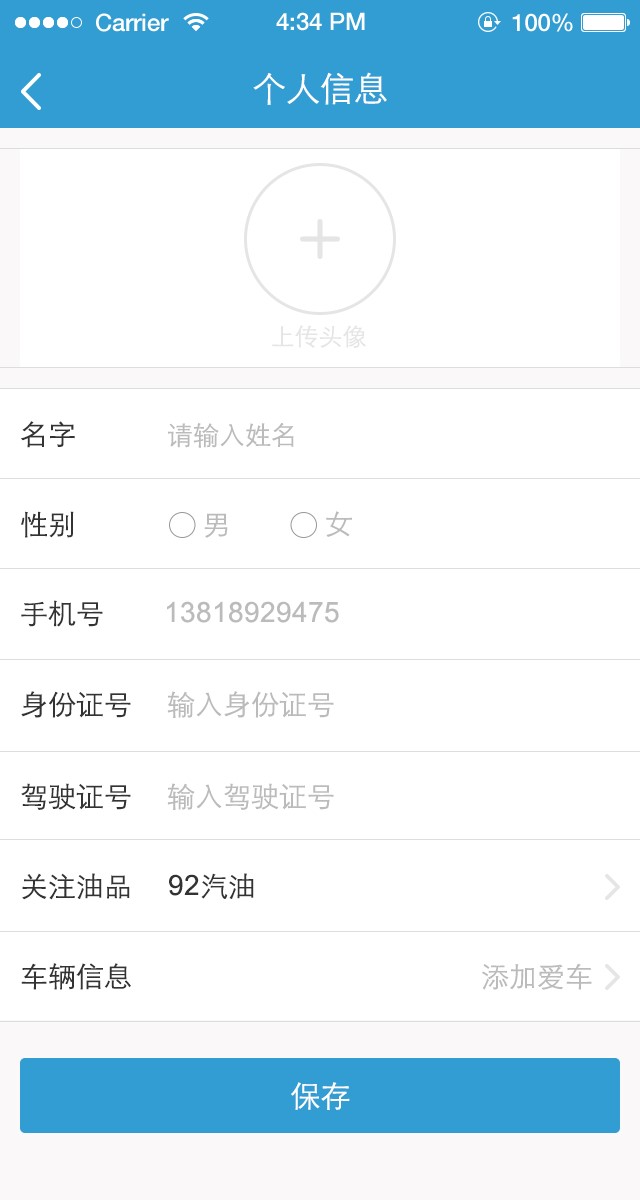 Carrier 4:34 PM 100%
个人信息
上传头像
名字 请输入姓名
性别 男 女
手机号 13818929475
身份证号 输入身份证号
驾驶证号 输入驾驶证号
关注油品 92汽油
车辆信息 添加爱车
保存